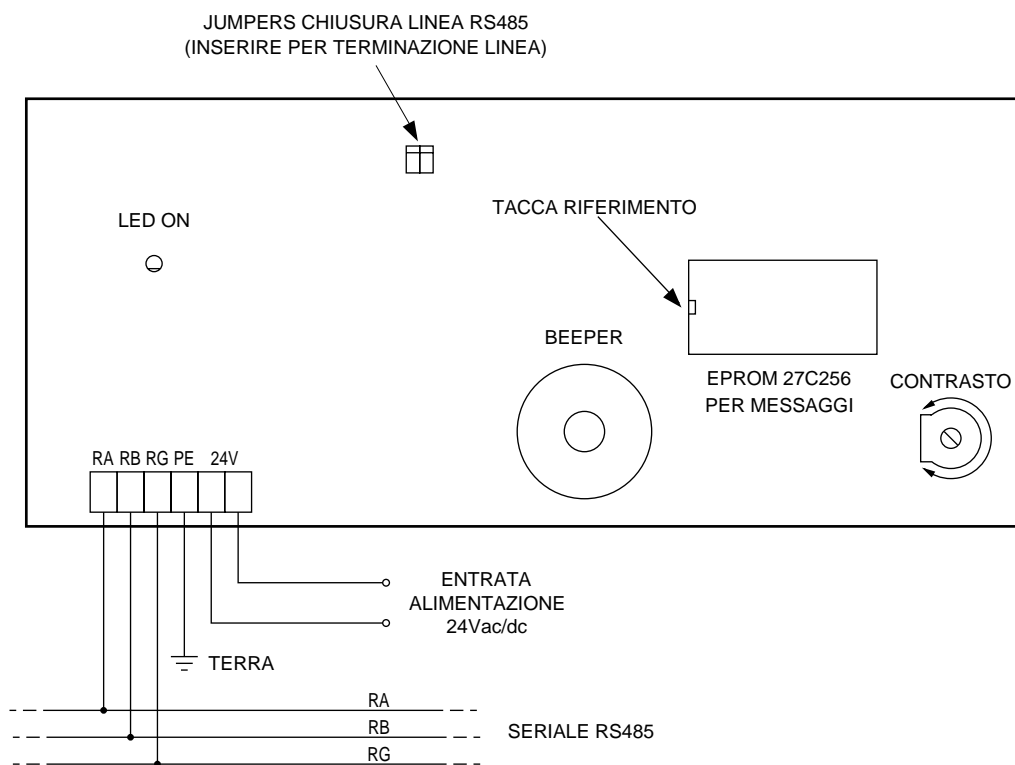 JUMPERS CHIUSURA LINEA RS485
(INSERIRE PER TERMINAZIONE LINEA)
LED ON
TACCA RIFERIMENTO
BEEPER
EPROM 27C256
PER MESSAGGI
CONTRASTO
RA RB RG PE 24V
ENTRATA
ALIMENTAZIONE
24Vac/dc
TERRA
RA
RB
RG
SERIALE RS485